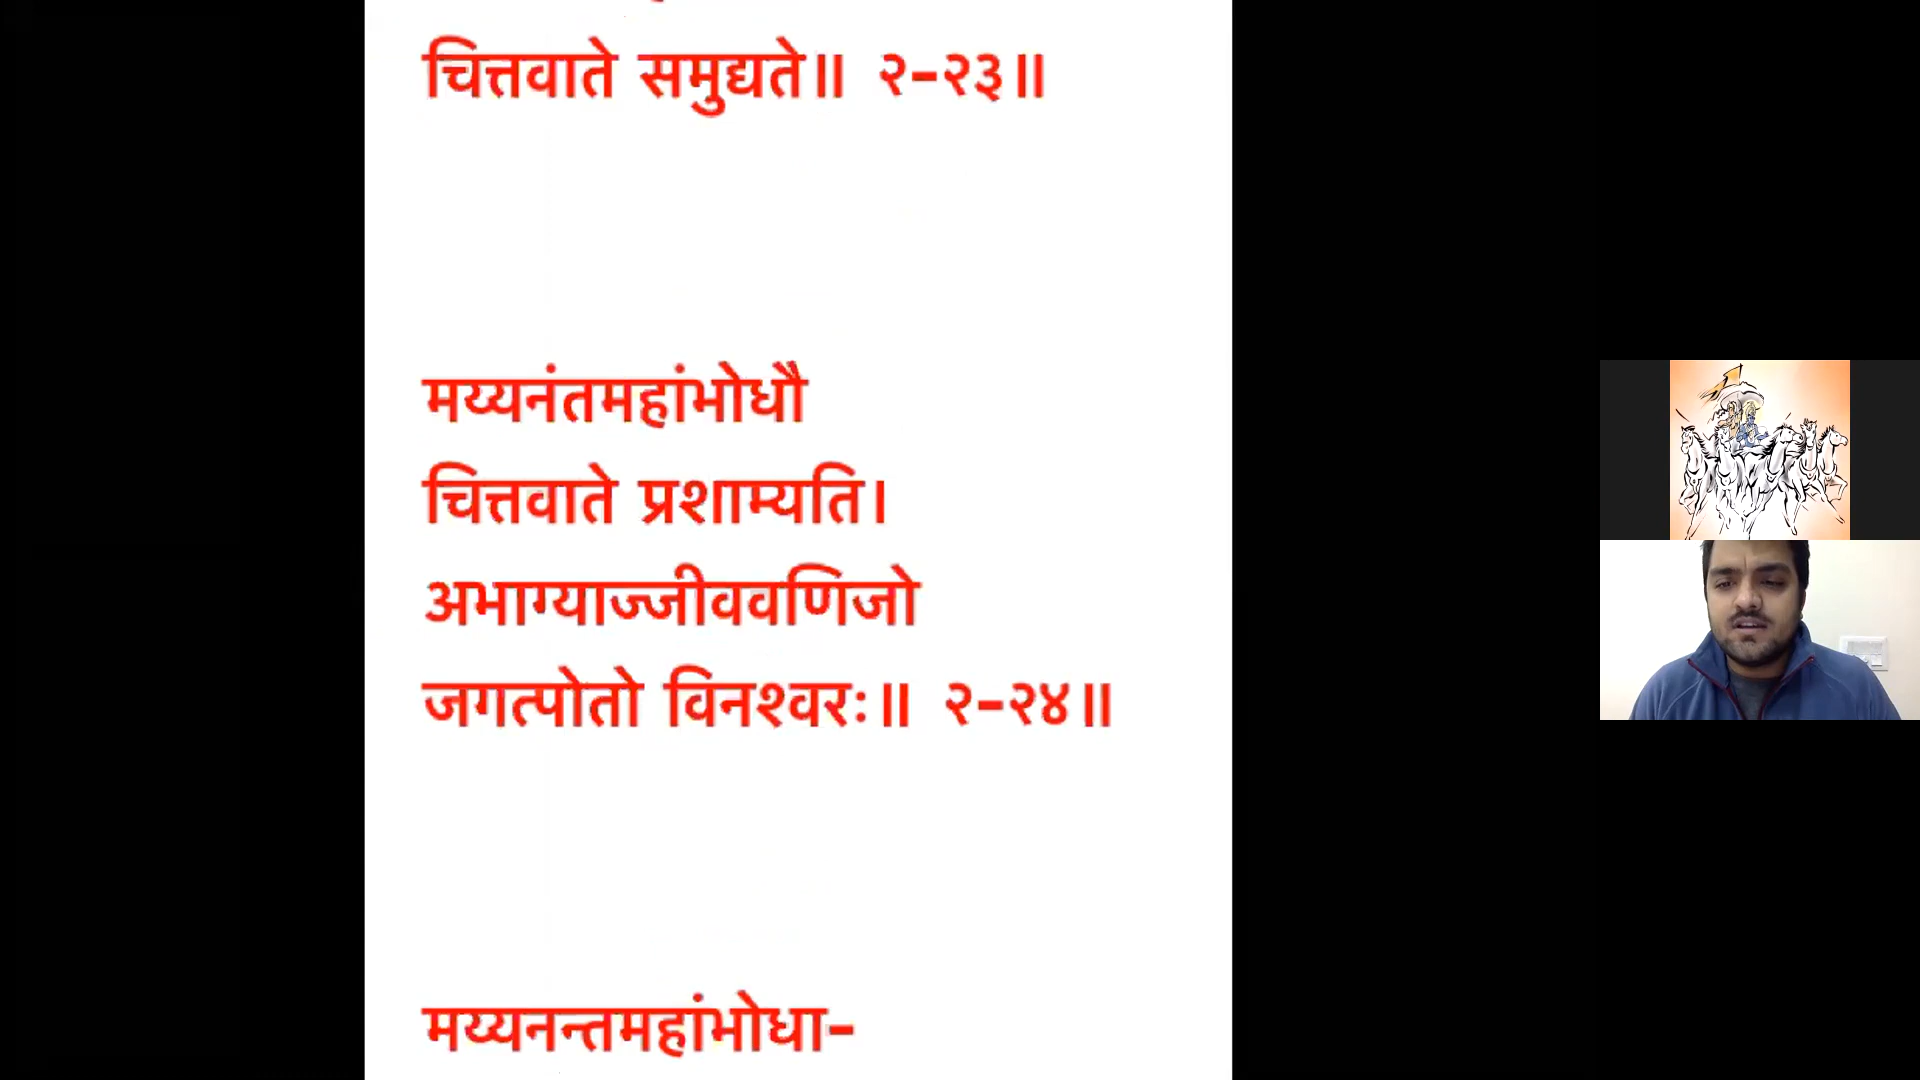 चित्तवाते समुद्यते॥ २-२३॥
मय्यनंतमहांभोधौ
चित्तवाते प्रशाम्यति।
अभाग्याज्जीववणिजो
जगत्पोतो विनश्वरः॥ २-२४॥
मय्यनन्तमहांभोधा-